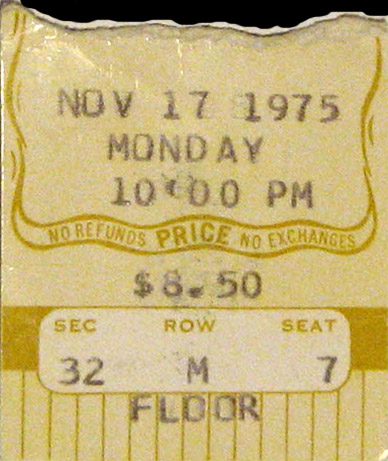 NOV 17 1975
MONDAY
10:00 PM
NO REFUNDS PRICE NO EXCHANGES
$8.50
SEC ROW SEAT
32 M 7
FLOOR